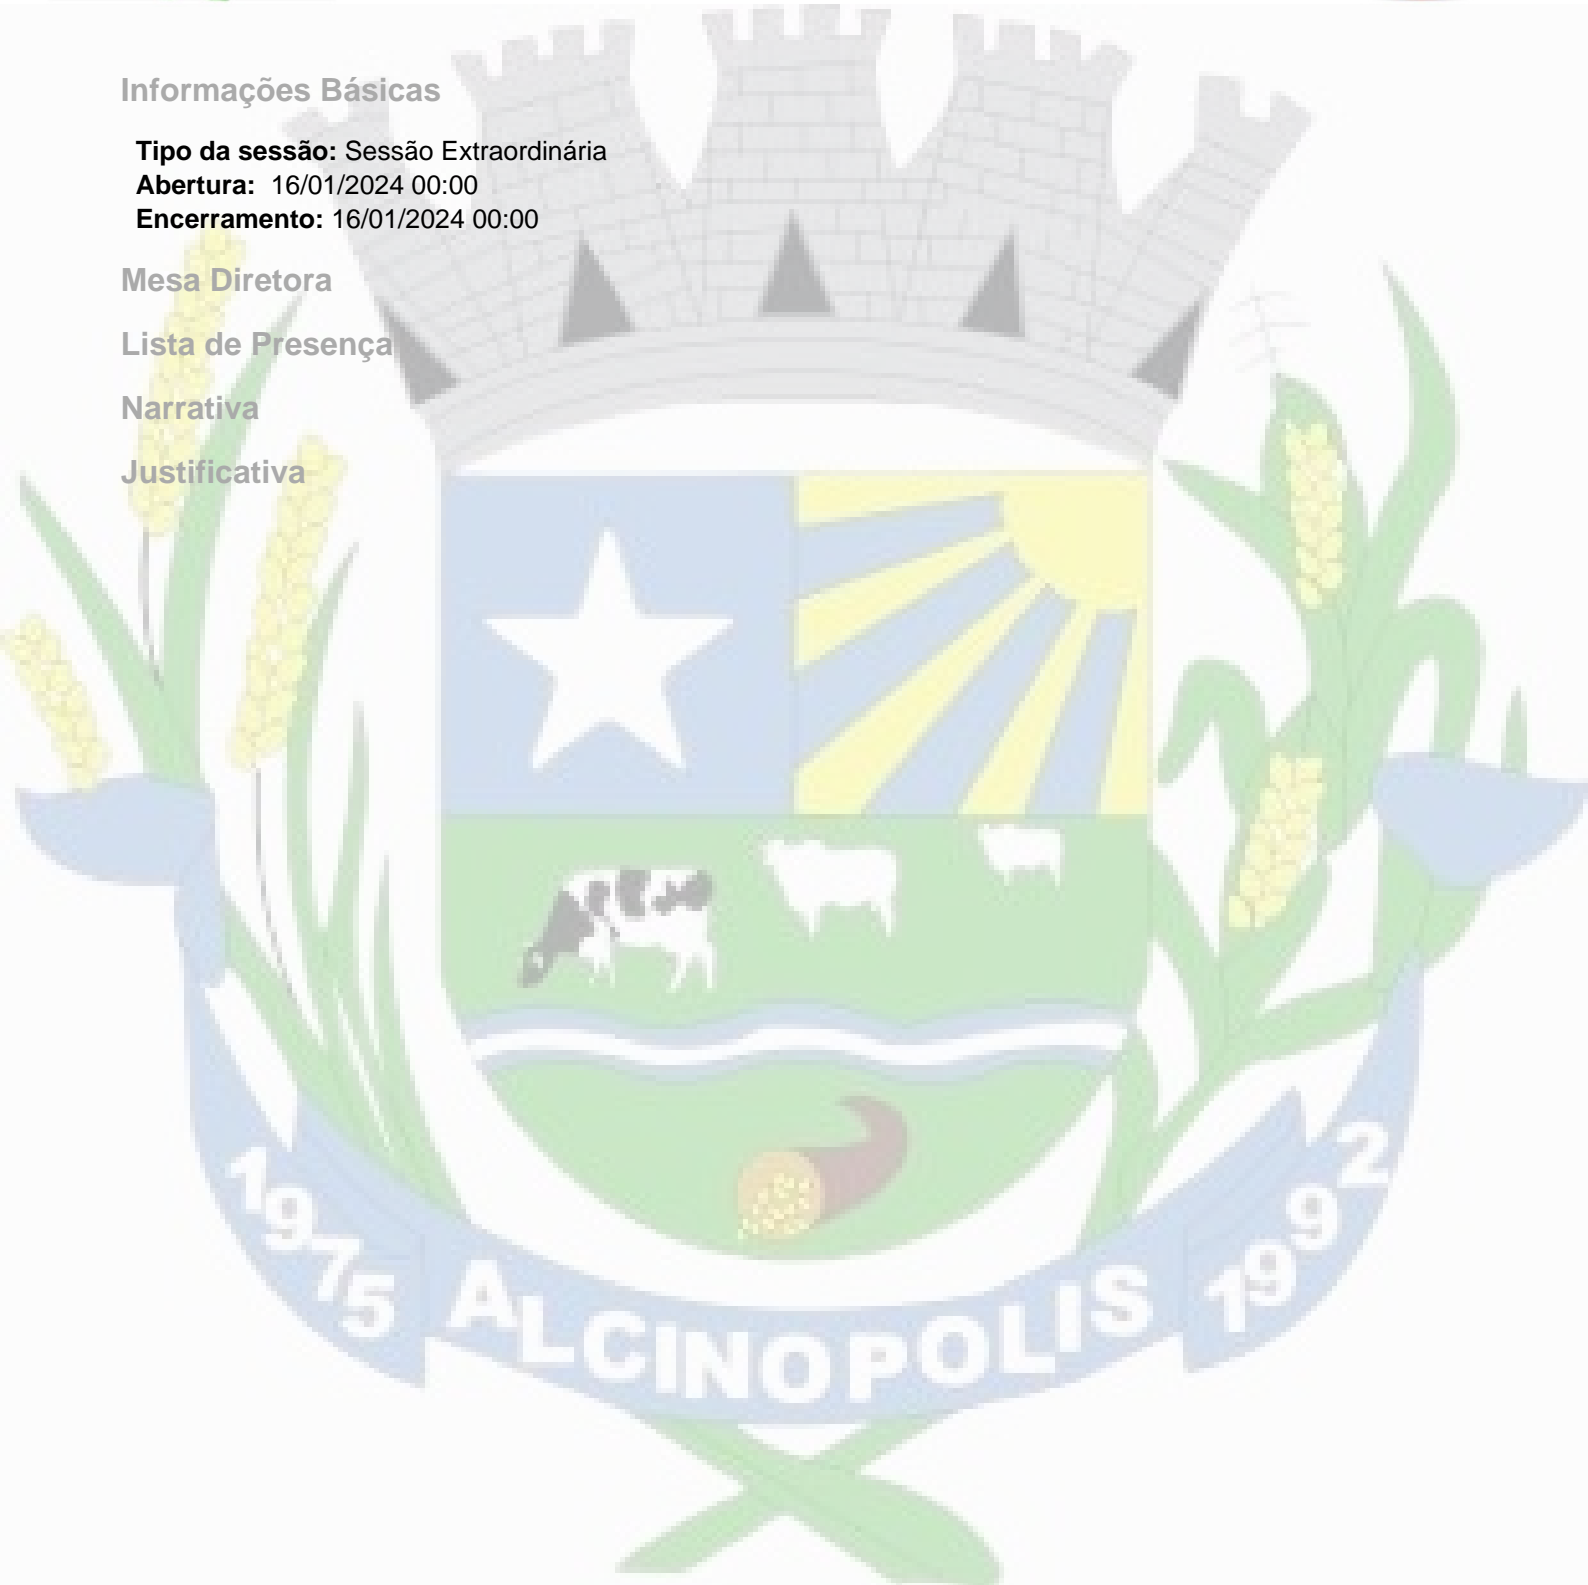 Informações Básicas
Tipo da sessão: Sessão Extraordinária
Abertura: 16/01/2024 00:00
Encerramento: 16/01/2024 00:00
Mesa Diretora
Lista de Presença
Narrativa
Justificativa
1975 ALCINOPOLIS 1992